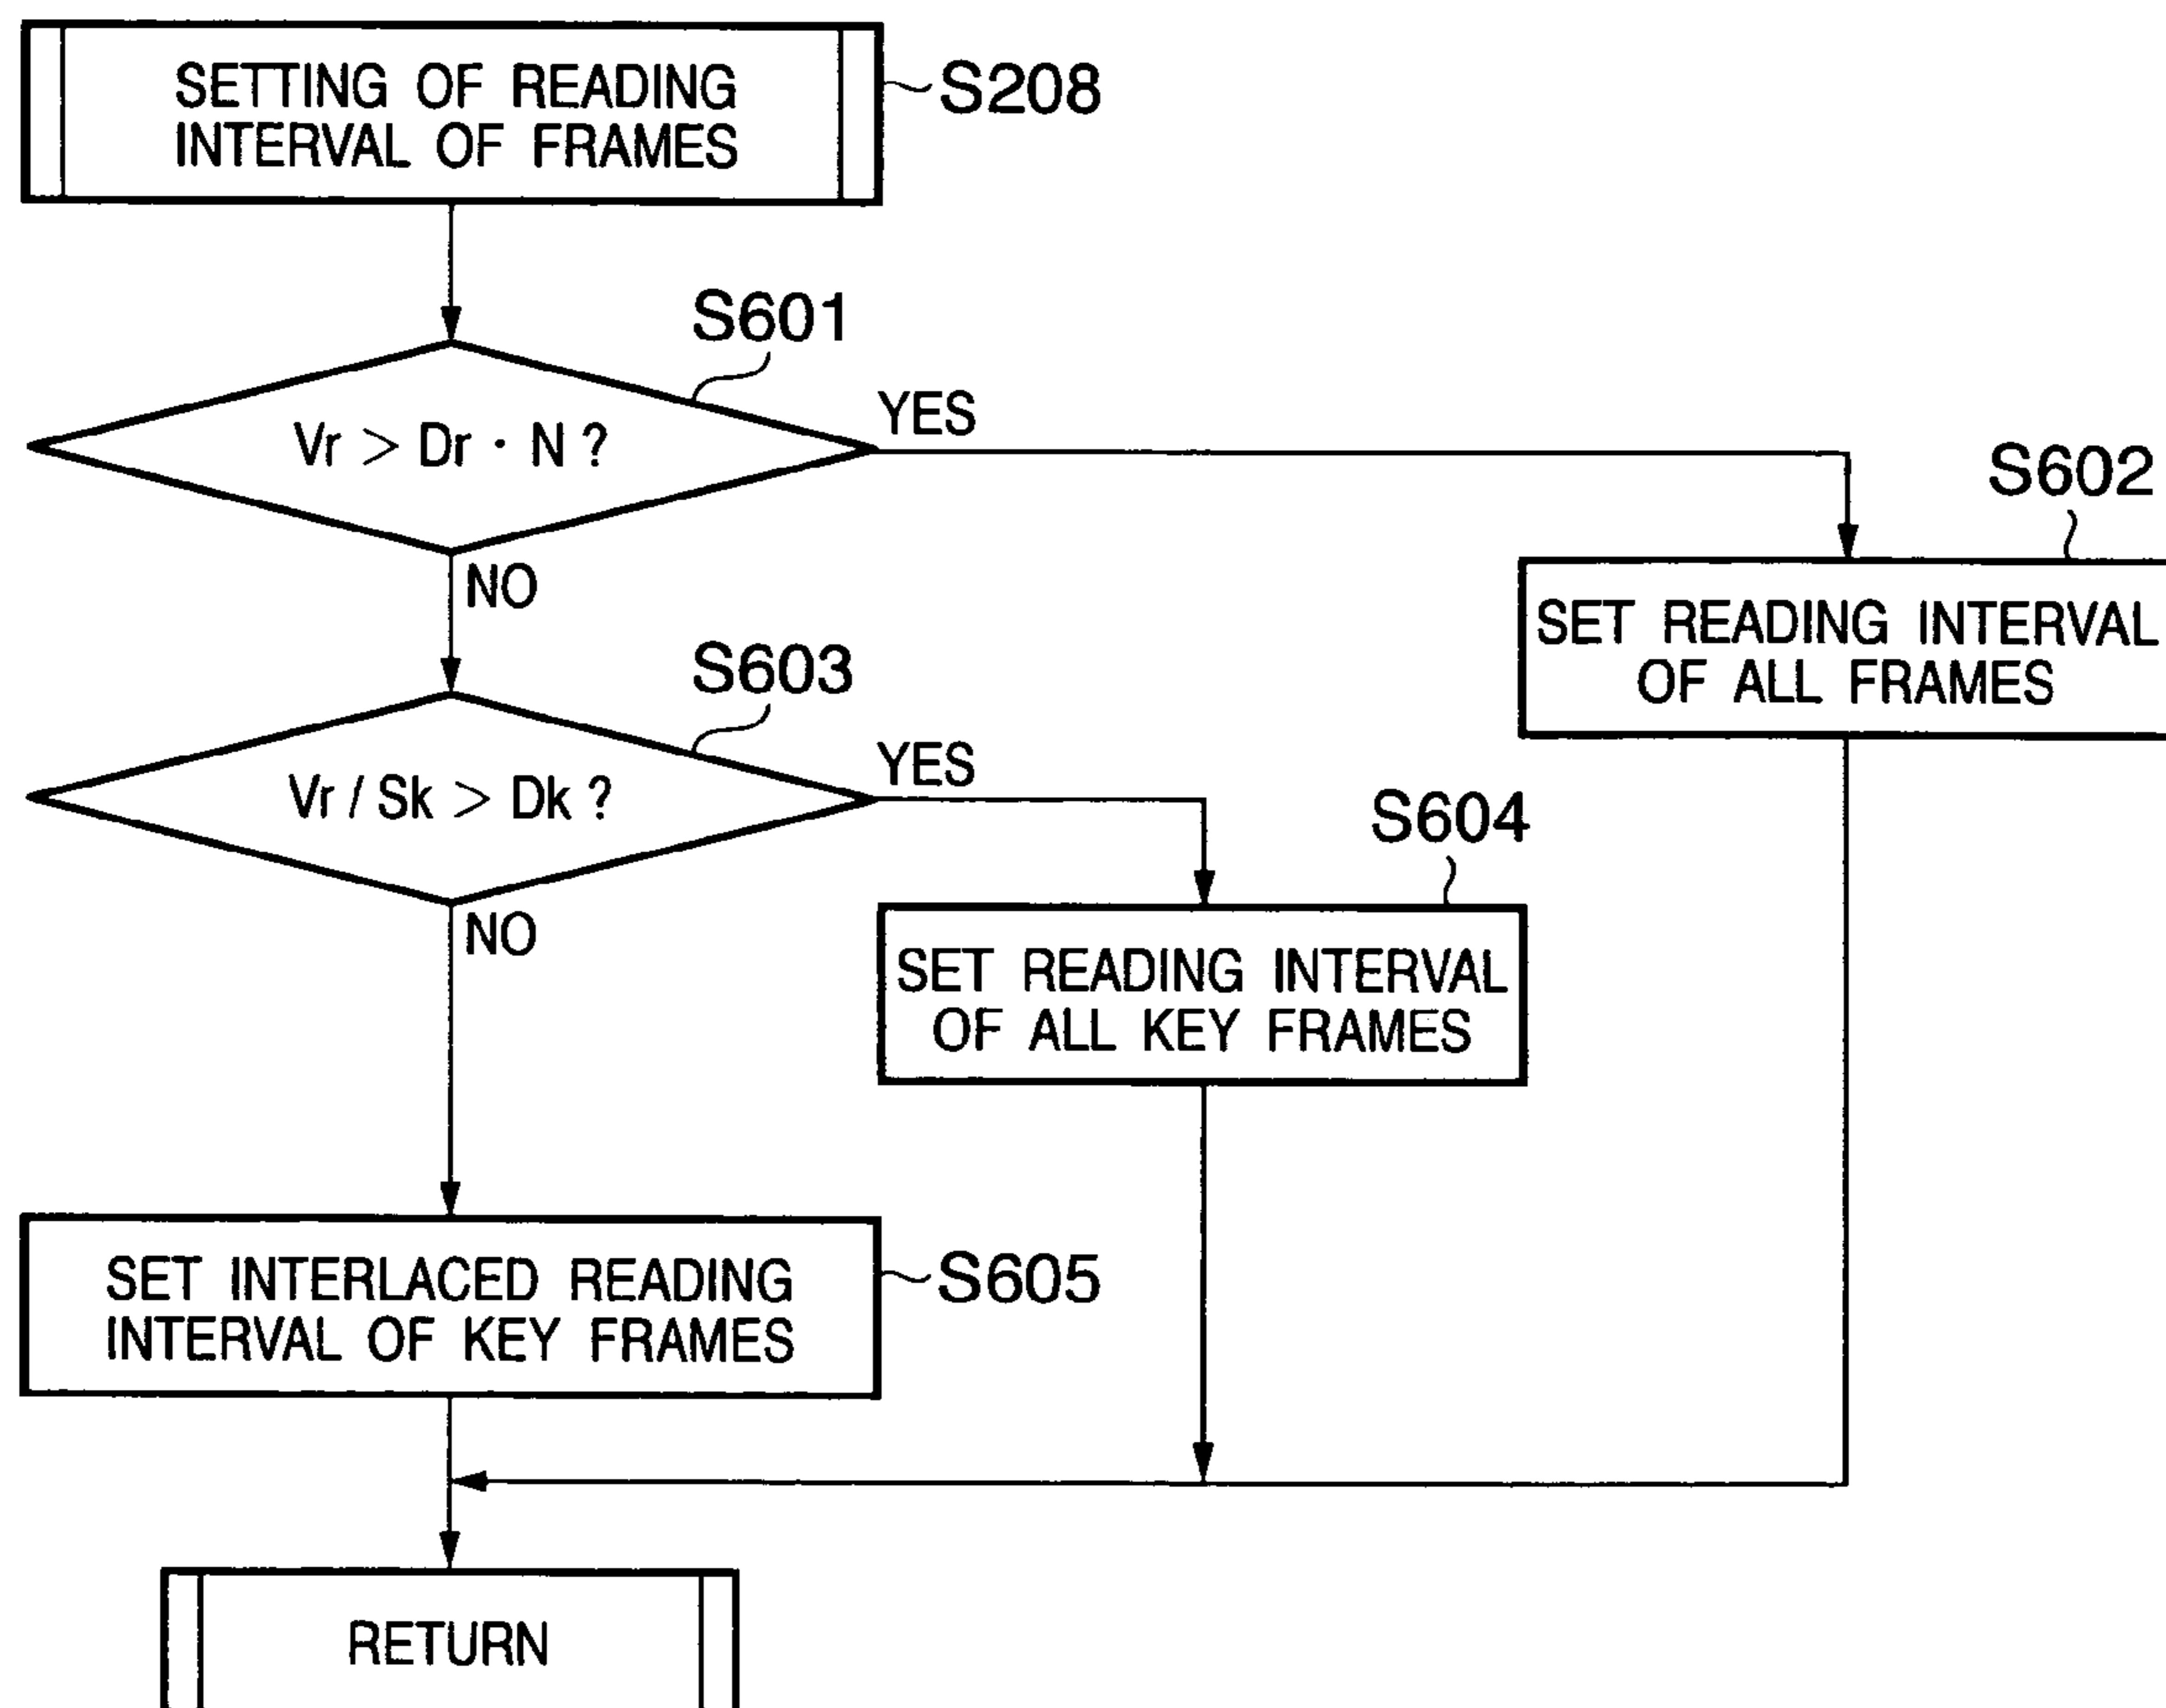 SETTING OF READING
INTERVAL OF FRAMES
S208
S601
Vr > Dr · N ?
YES
NO
S602
SET READING INTERVAL
OF ALL FRAMES
S603
Vr / Sk > Dk ?
YES
NO
S604
SET READING INTERVAL
OF ALL KEY FRAMES
SET INTERLACED READING
INTERVAL OF KEY FRAMES
S605
RETURN